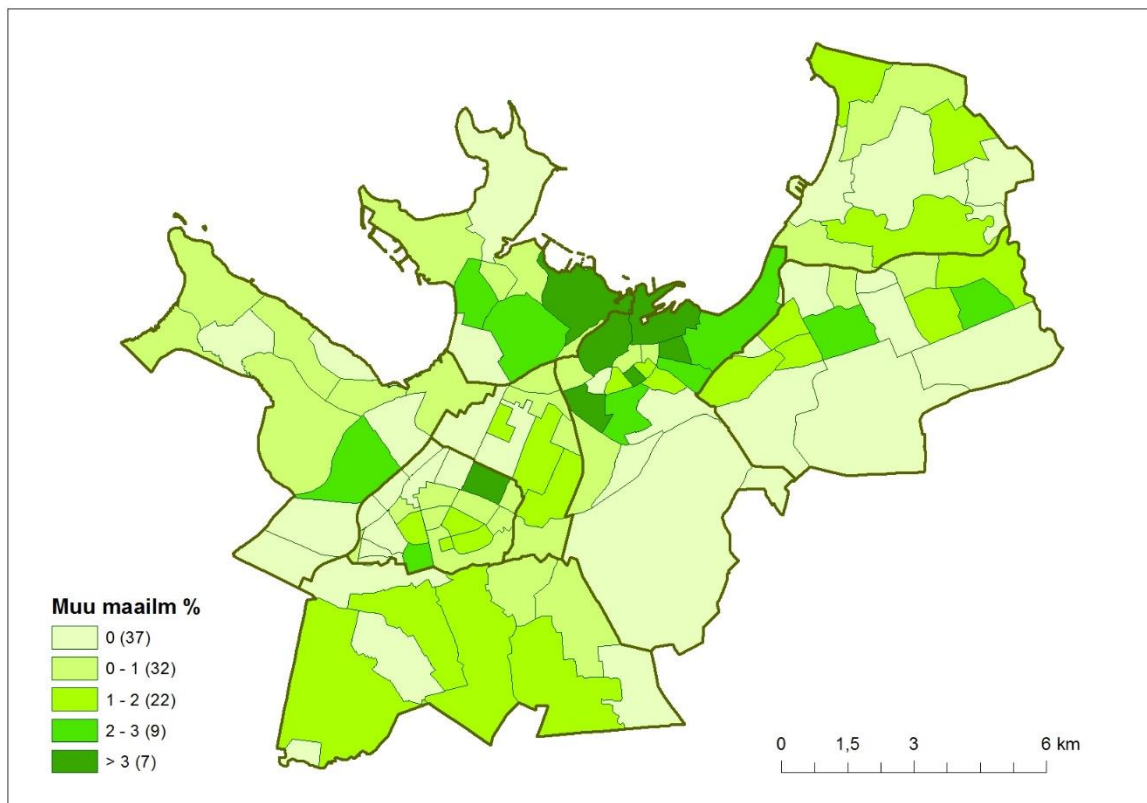 Muu maailm %
0 (37)
0 - 1 (32)
1 - 2 (22)
2 - 3 (9)
> 3 (7)
0 1,5 3 6 km